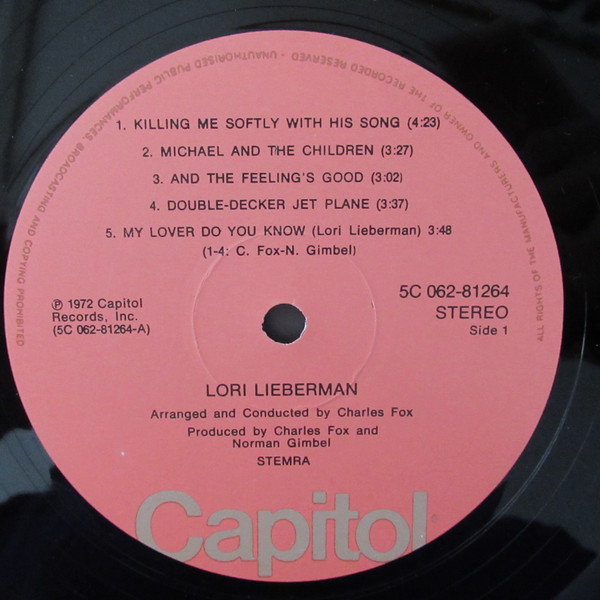 ALL RIGHTS OF THE MANUFACTURERS AND OWNER OF THE RECORDED RESERVED · UNAUTHORISED PUBLIC PERFORMANCES, BROADCASTING AND COPYING PROHIBITED
1. KILLING ME SOFTLY WITH HIS SONG (4:23)
2. MICHAEL AND THE CHILDREN (3:27)
3. AND THE FEELING'S GOOD (3:02)
4. DOUBLE-DECKER JET PLANE (3:37)
5. MY LOVER DO YOU KNOW (Lori Lieberman) 3:48
(1-4: C. Fox-N. Gimbel)
℗ 1972 Capitol
Records, Inc.
(5C 062-81264-A)
5C 062-81264
STEREO
Side 1
LORI LIEBERMAN
Arranged and Conducted by Charles Fox
Produced by Charles Fox and
Norman Gimbel
STEMRA
Capitol®